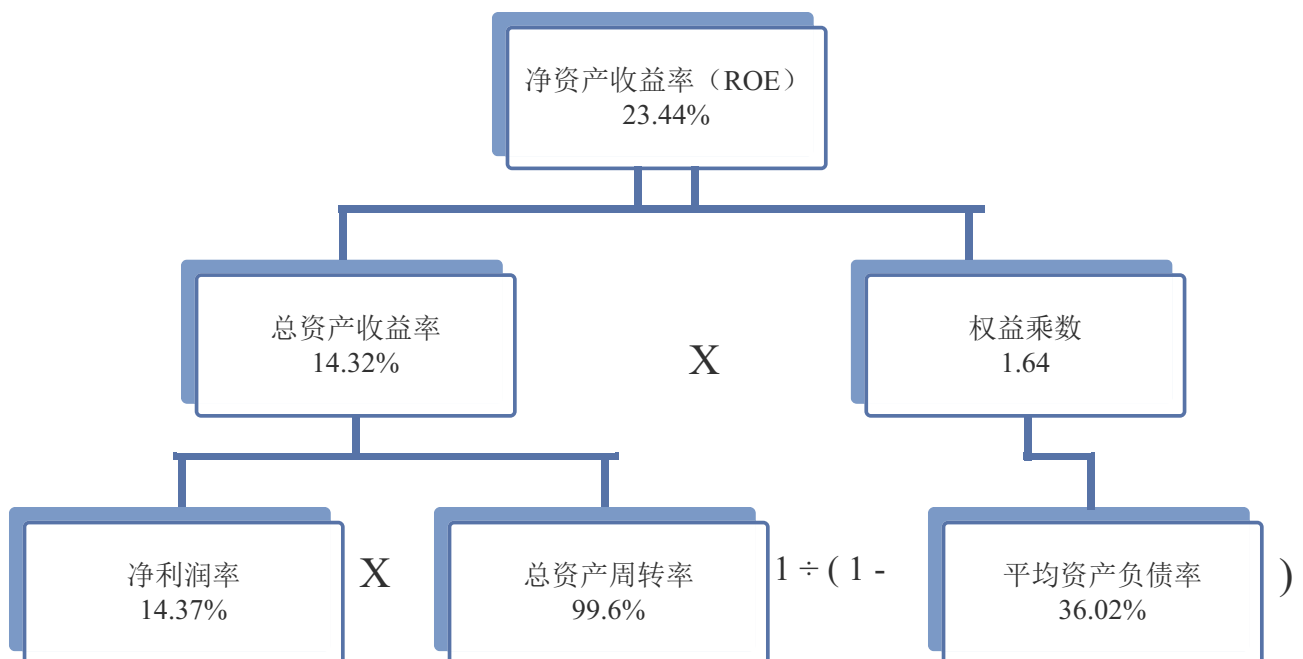 净资产收益率（ROE）
23.44%
总资产收益率
14.32%
X
权益乘数
1.64
净利润率
14.37%
X
总资产周转率
99.6%
1 ÷ ( 1 -
平均资产负债率
36.02%
)